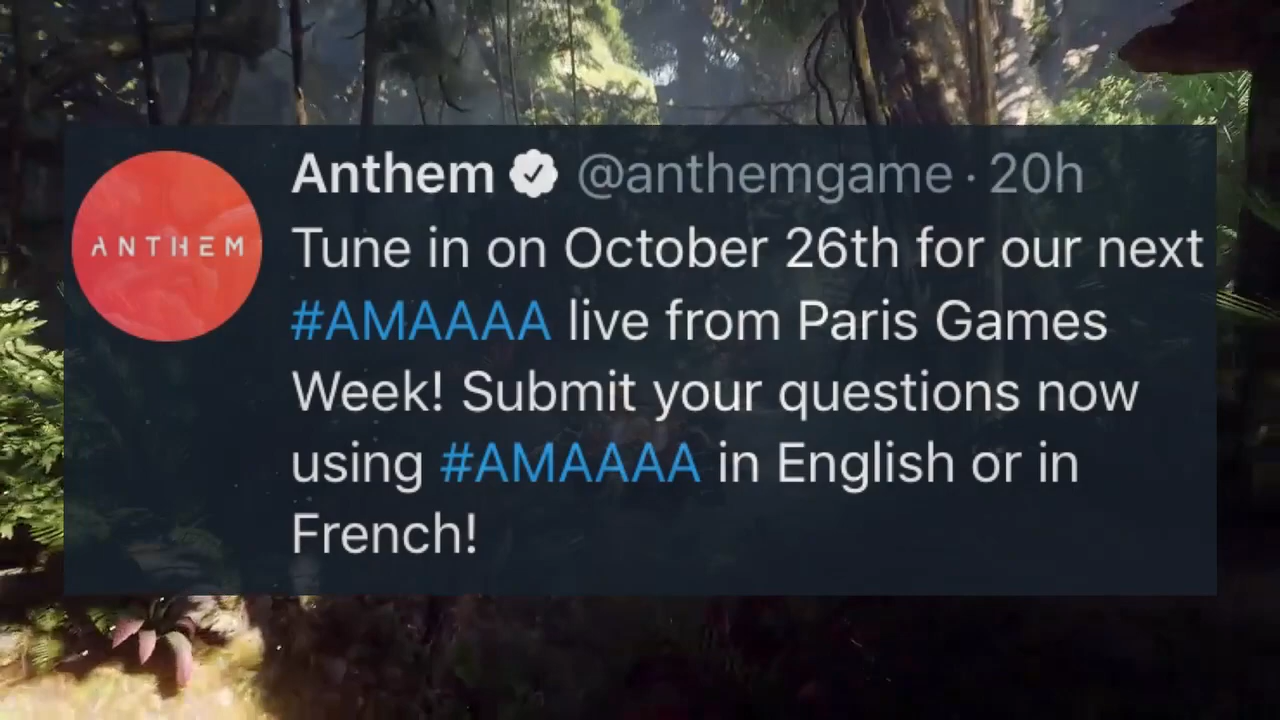 ANTHEM
Anthem @anthemgame · 20h
Tune in on October 26th for our next
#AMAAAA live from Paris Games
Week! Submit your questions now
using #AMAAAA in English or in
French!